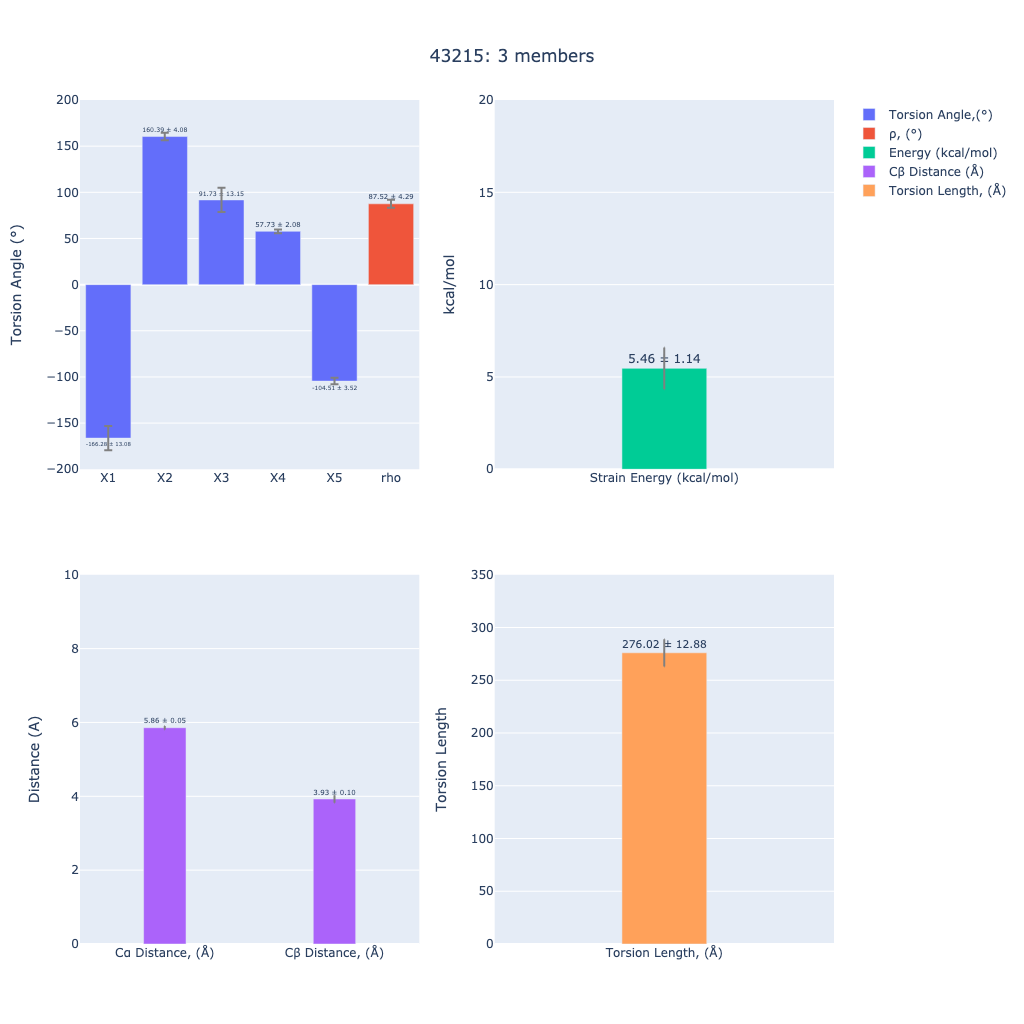 43215: 3 members
200
150
100
50
0
−50
−100
−150
−200
Torsion Angle (°)
160.39 ± 4.08
91.73 ± 13.15
57.73 ± 2.08
87.52 ± 4.29
-104.51 ± 3.52
-166.28 ± 13.08
X1
X2
X3
X4
X5
rho
20
15
10
5
0
kcal/mol
5.46 ± 1.14
Strain Energy (kcal/mol)
Torsion Angle,(°)
ρ, (°)
Energy (kcal/mol)
Cβ Distance (Å)
Torsion Length, (Å)
10
8
6
4
2
0
Distance (A)
5.86 ± 0.05
3.93 ± 0.10
Cα Distance, (Å)
Cβ Distance, (Å)
350
300
250
200
150
100
50
0
Torsion Length
276.02 ± 12.88
Torsion Length, (Å)